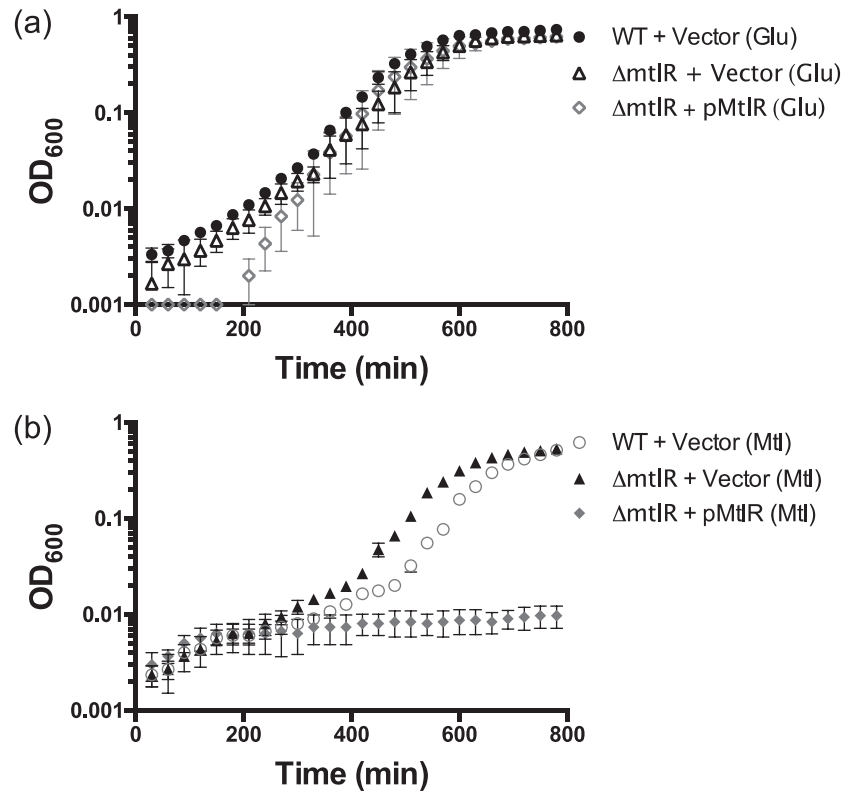 (a)
1
0.1
0.01
0.001
OD600
0
200
400
600
800
Time (min)
WT + Vector (Glu)
ΔmtlR + Vector (Glu)
ΔmtlR + pMtlR (Glu)
(b)
1
0.1
0.01
0.001
OD600
0
200
400
600
800
Time (min)
WT + Vector (Mtl)
ΔmtlR + Vector (Mtl)
ΔmtlR + pMtlR (Mtl)